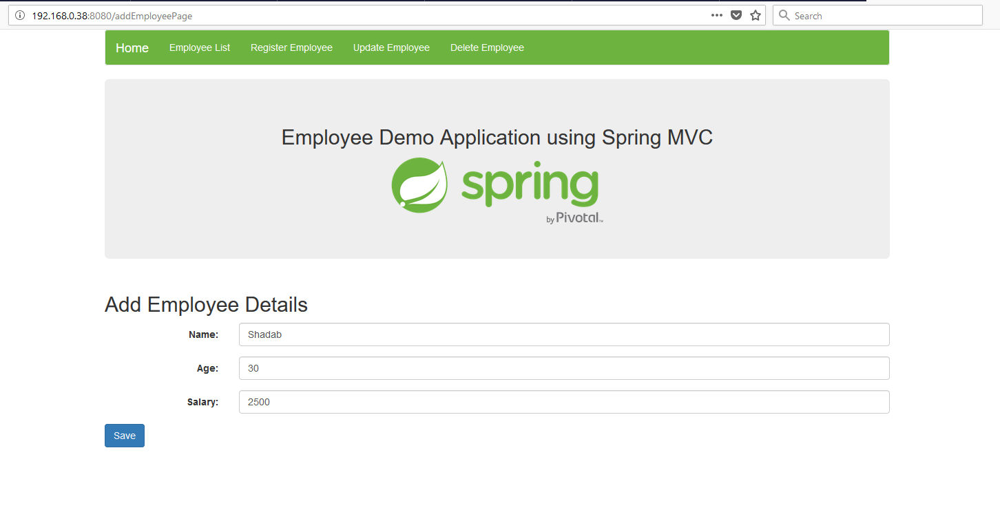 192.168.0.38:8080/addEmployeePage Search
Home Employee List Register Employee Update Employee Delete Employee
Employee Demo Application using Spring MVC
spring
by Pivotal™
Add Employee Details
Name: Shadab
Age: 30
Salary: 2500
Save